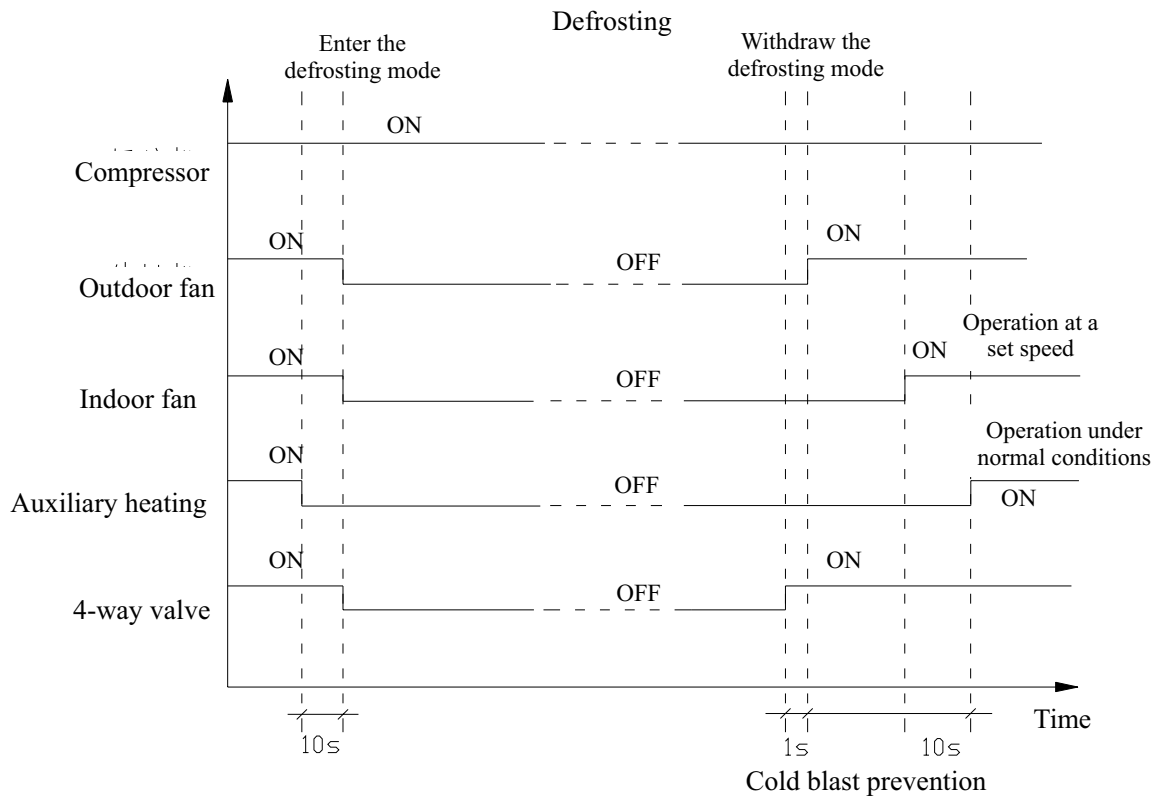 Defrosting
Enter the
defrosting mode
Withdraw the
defrosting mode
ON
Compressor
ON
OFF
ON
Outdoor fan
ON
OFF
ON
Operation at a
set speed
Indoor fan
ON
OFF
Operation under
normal conditions
ON
Auxiliary heating
ON
OFF
ON
4-way valve
Time
10s
1s
10s
Cold blast prevention